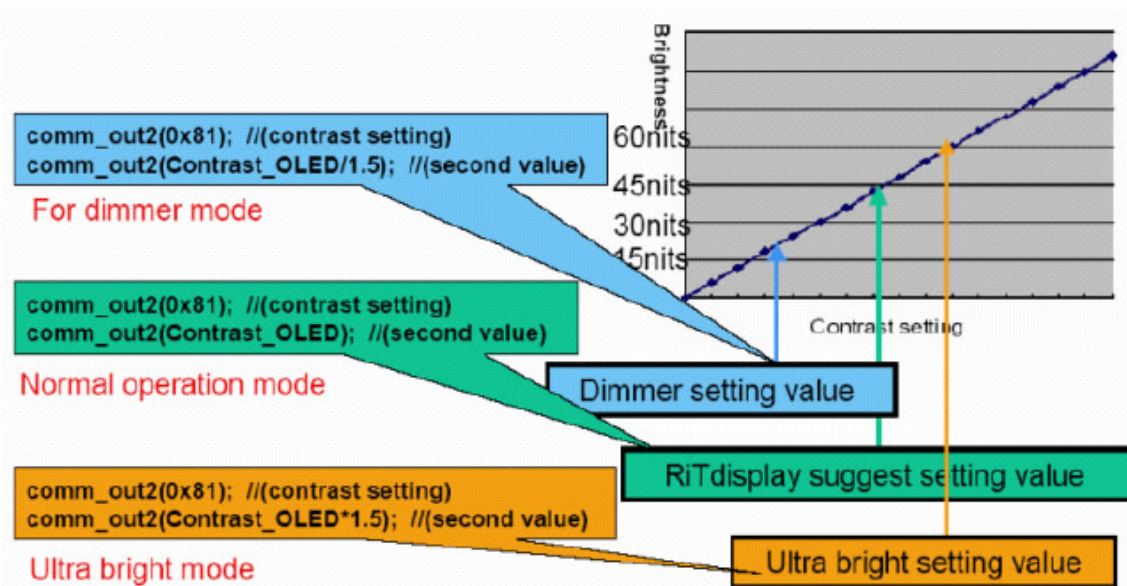 Brightness
comm_out2(0x81); //(contrast setting)
comm_out2(Contrast_OLED/1.5); //(second value)
For dimmer mode
60nits
45nits
30nits
15nits
Contrast setting
comm_out2(0x81); //(contrast setting)
comm_out2(Contrast_OLED); //(second value)
Normal operation mode
Dimmer setting value
RiTdisplay suggest setting value
comm_out2(0x81); //(contrast setting)
comm_out2(Contrast_OLED*1.5); //(second value)
Ultra bright mode
Ultra bright setting value